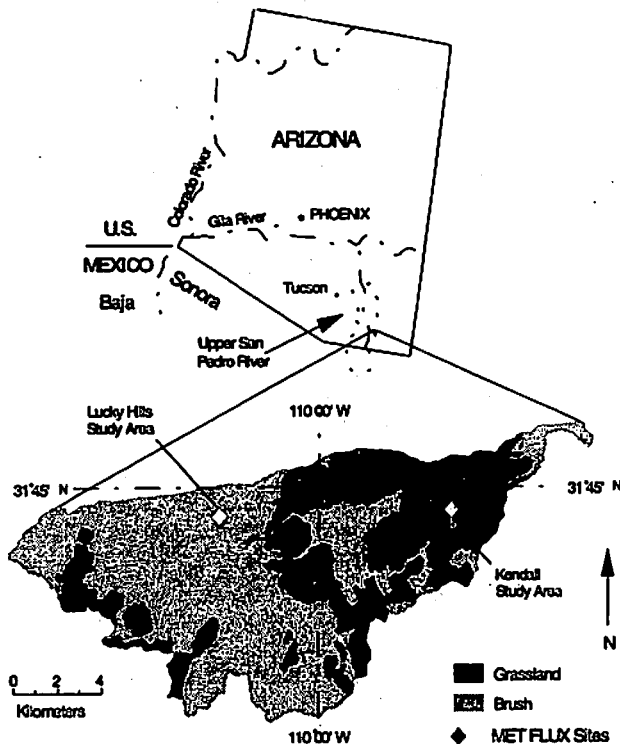 ARIZONA
Colorado River
Gila River
PHOENIX
U.S.
MEXICO
Baja
Sonora
Tucson
Upper San
Pedro River
Lucky Hills
Study Area
110°00' W
31°45' N
31°45' N
Kendall
Study Area
N
0 2 4
Kilometers
Grassland
Brush
MET FLUX Sites
110°00' W